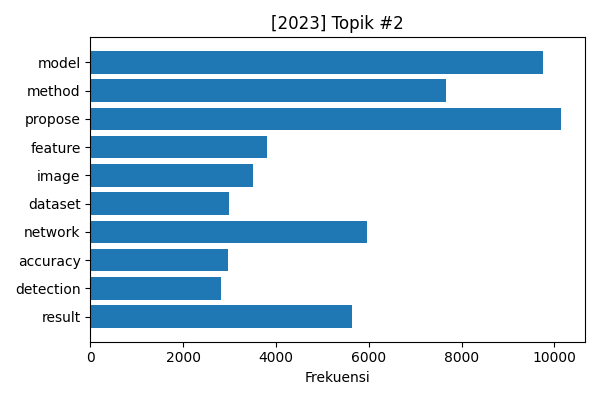 [2023] Topik #2
model
method
propose
feature
image
dataset
network
accuracy
detection
result
0 2000 4000 6000 8000 10000
Frekuensi